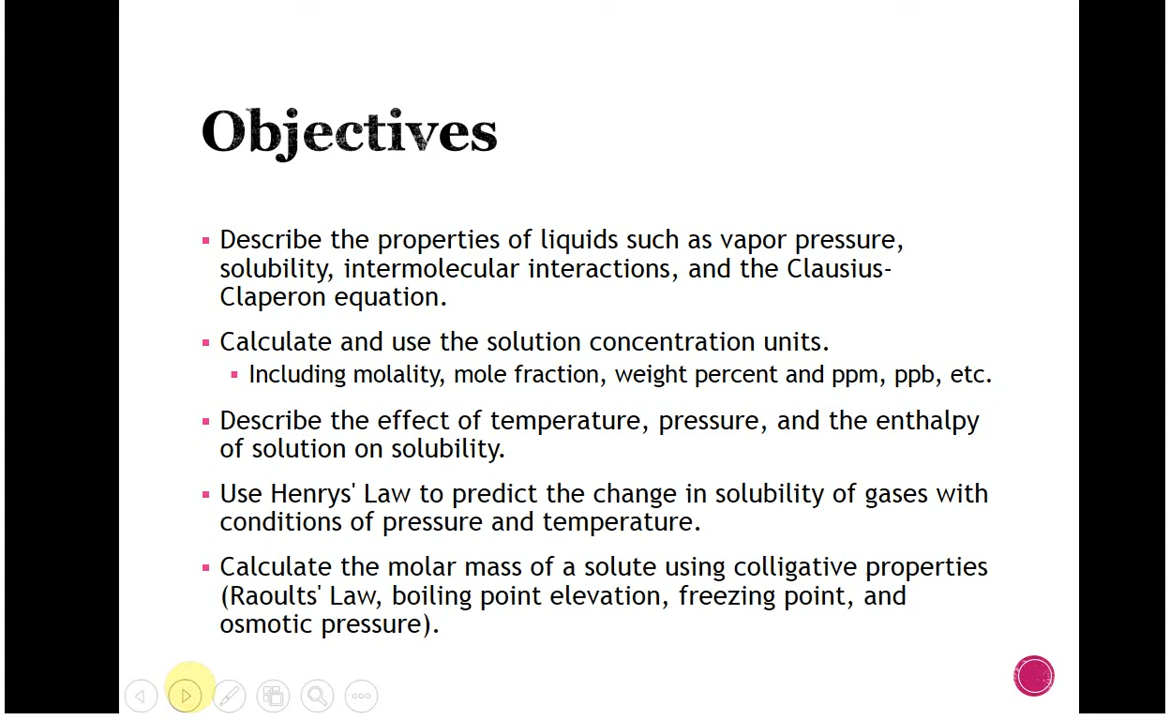 Objectives
Describe the properties of liquids such as vapor pressure,
solubility, intermolecular interactions, and the Clausius-
Claperon equation.
Calculate and use the solution concentration units.
Including molality, mole fraction, weight percent and ppm, ppb, etc.
Describe the effect of temperature, pressure, and the enthalpy
of solution on solubility.
Use Henrys' Law to predict the change in solubility of gases with
conditions of pressure and temperature.
Calculate the molar mass of a solute using colligative properties
(Raoults' Law, boiling point elevation, freezing point, and
osmotic pressure).